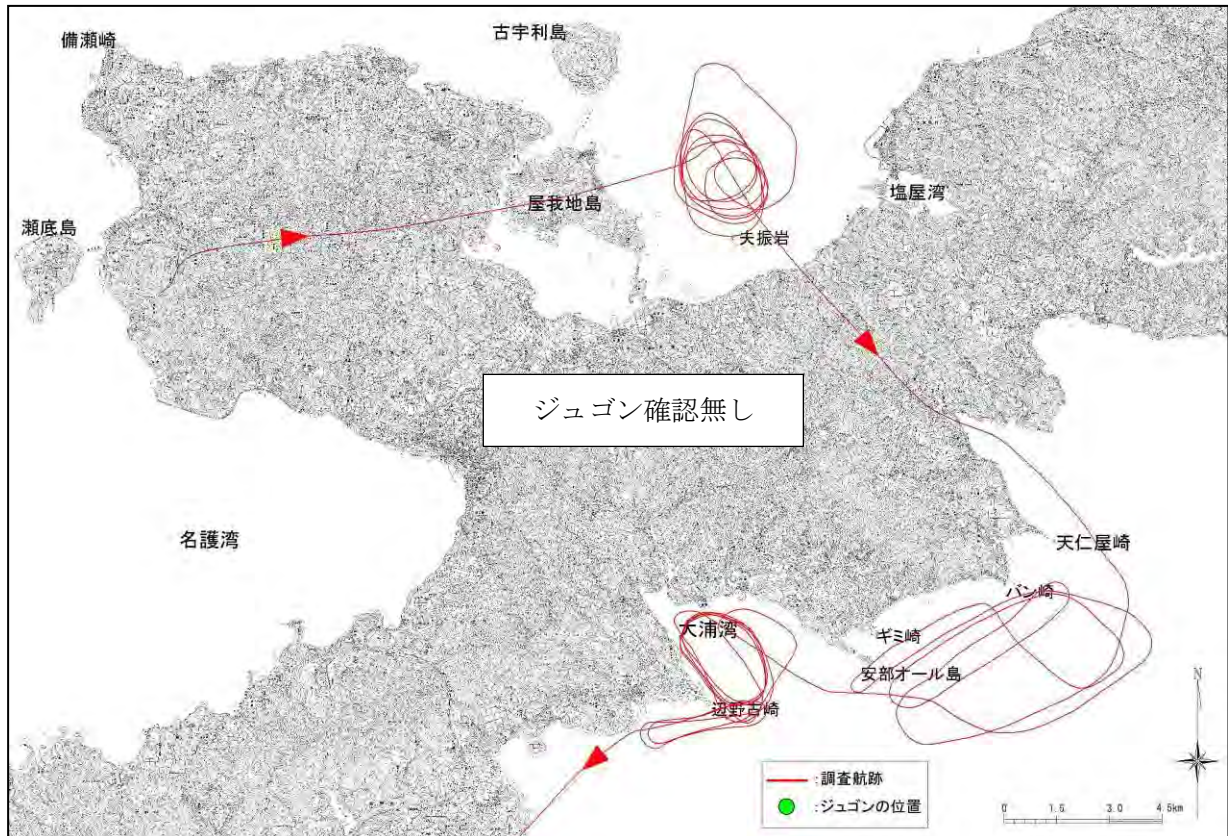 古宇利島
備瀬崎
塩屋湾
屋我地島
瀬底島
夫振岩
ジュゴン確認無し
名護湾
天仁屋崎
バン崎
大浦湾
ギミ崎
安部オール島
辺野古崎
N
:調査航跡
:ジュゴンの位置
0 1.5 3.0 4.5km